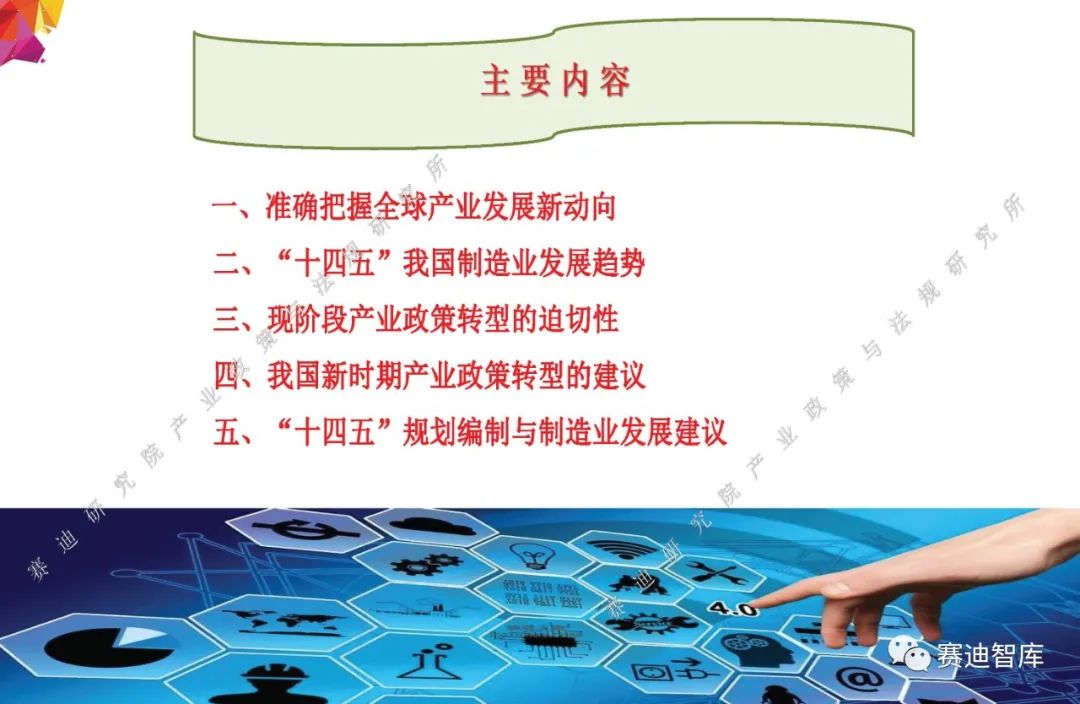 主要内容
一、准确把握全球产业发展新动向
二、“十四五”我国制造业发展趋势
三、现阶段产业政策转型的迫切性
四、我国新时期产业政策转型的建议
五、“十四五”规划编制与制造业发展建议
赛迪研究院产业政策与法规研究所
赛迪研究院产业政策与法规研究所
4.0
@
赛迪智库